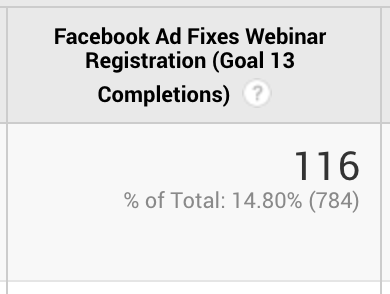 Facebook Ad Fixes Webinar
Registration (Goal 13
Completions) ?
116
% of Total: 14.80% (784)